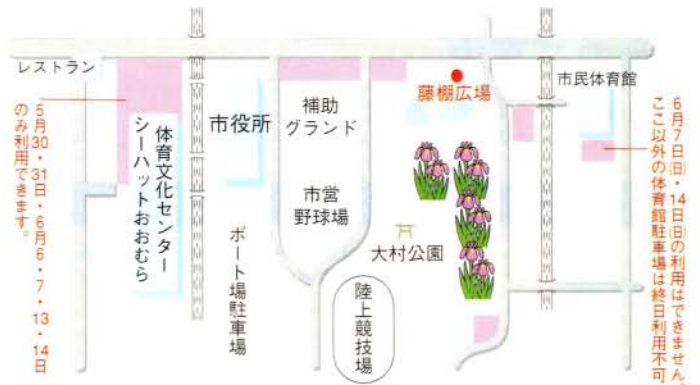 レストラン
5月30・31日・6月6・7・13・14日
のみ利用できます。
体育文化センター
シーハットおおむら
市役所
ボート場駐車場
補助
グランド
市営
野球場
陸上競技場
大村公園
藤棚広場
市民体育館
6月7日(日)・14日(日)の利用はできません。
ここ以外の体育館駐車場は終日利用不可